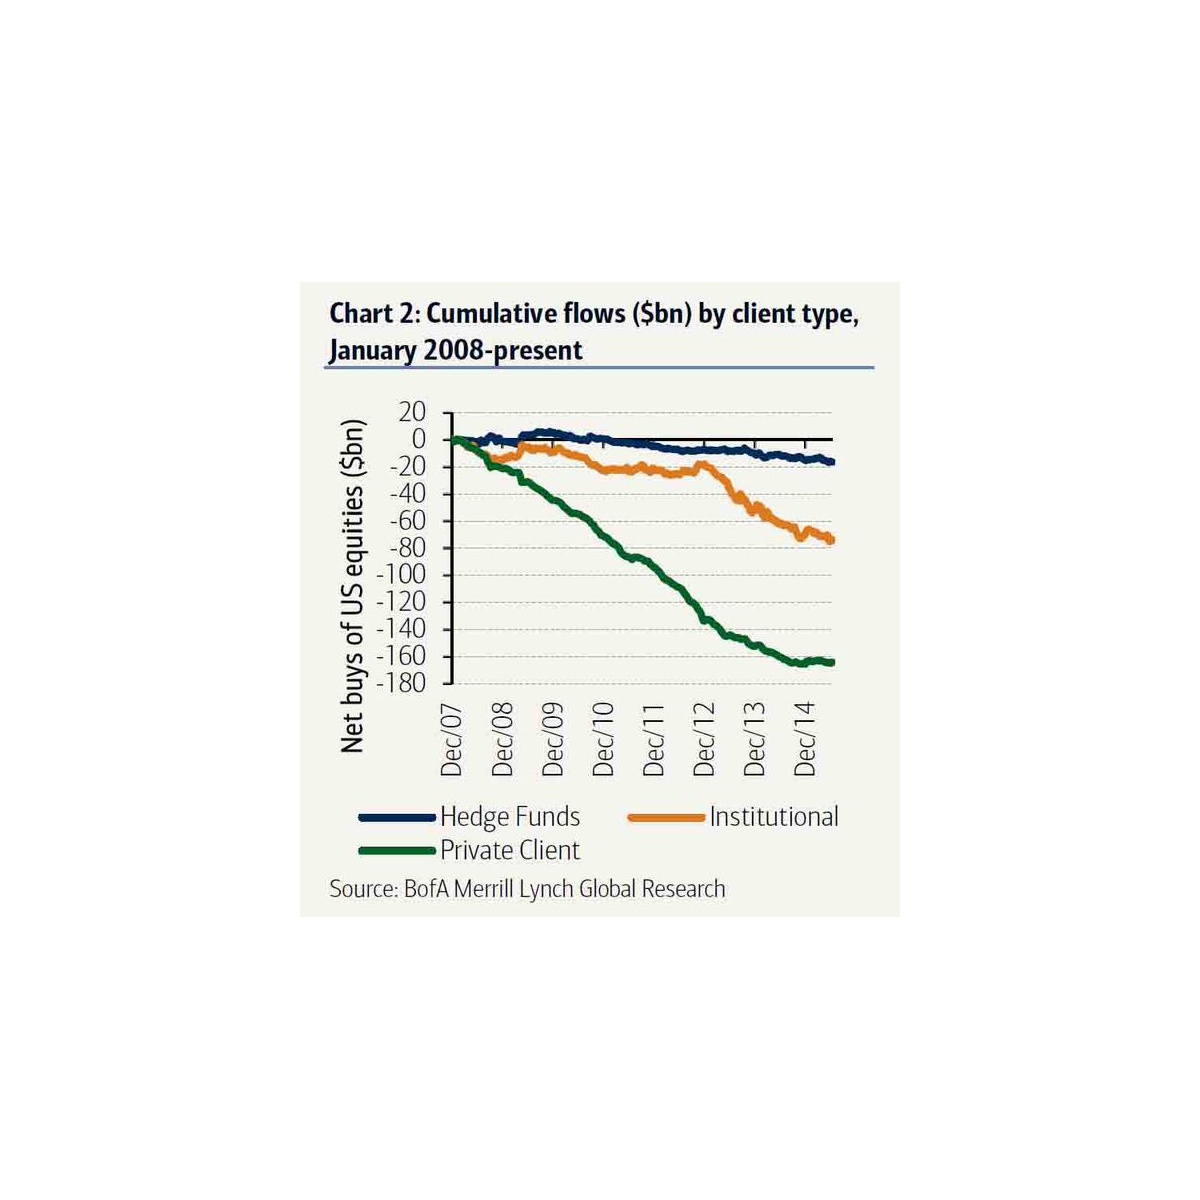 Chart 2: Cumulative flows ($bn) by client type,
January 2008-present
Net buys of US equities ($bn)
20
0
-20
-40
-60
-80
-100
-120
-140
-160
-180
Dec/07
Dec/08
Dec/09
Dec/10
Dec/11
Dec/12
Dec/13
Dec/14
Hedge Funds
Institutional
Private Client
Source: BofA Merrill Lynch Global Research